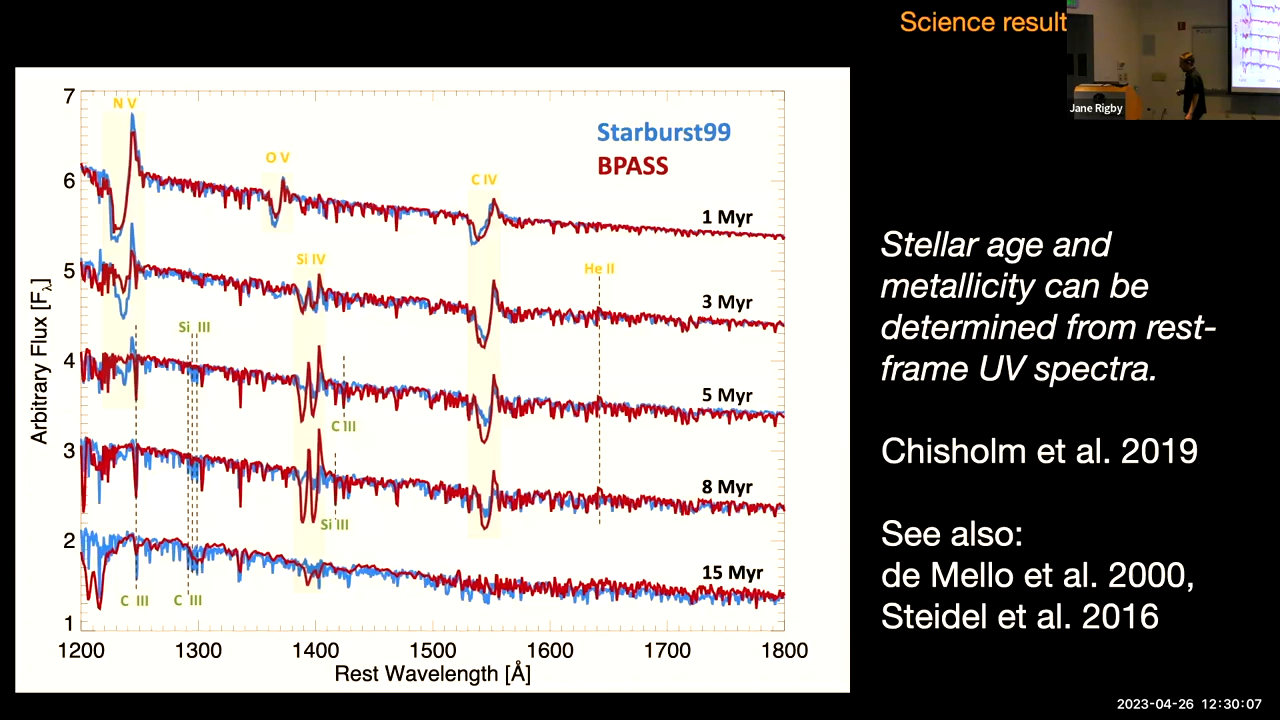 Science result
Jane Rigby
7
6
5
4
3
2
1
Arbitrary Flux [Fλ]
N V
O V
C IV
Starburst99
BPASS
1 Myr
Si IV
He II
3 Myr
Si III
5 Myr
C III
8 Myr
Si III
15 Myr
C III
C III
1200
1300
1400
1500
1600
1700
1800
Rest Wavelength [Å]
Stellar age and
metallicity can be
determined from rest-
frame UV spectra.
Chisholm et al. 2019
See also:
de Mello et al. 2000,
Steidel et al. 2016
2023-04-26 12:30:07